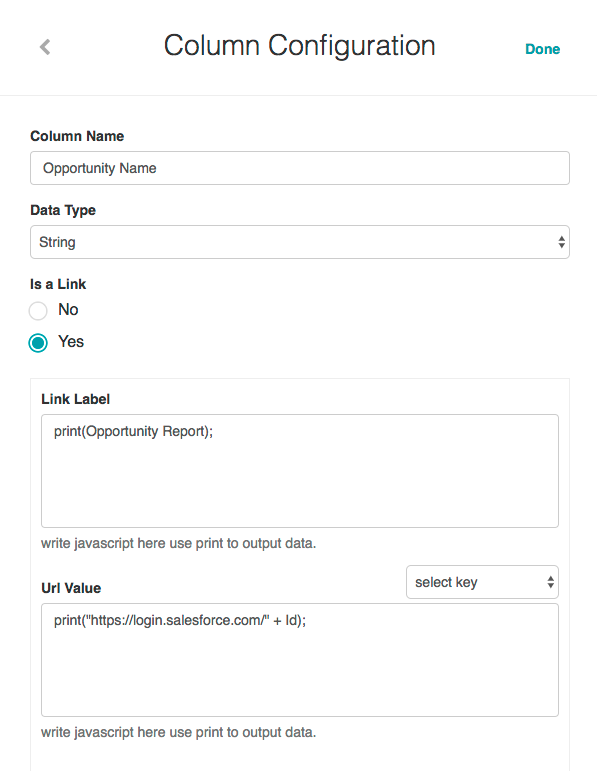 Column Configuration
Done
Column Name
Opportunity Name
Data Type
String
Is a Link
No
Yes
Link Label
print(Opportunity Report);
write javascript here use print to output data.
Url Value
select key
print("https://login.salesforce.com/" + Id);
write javascript here use print to output data.